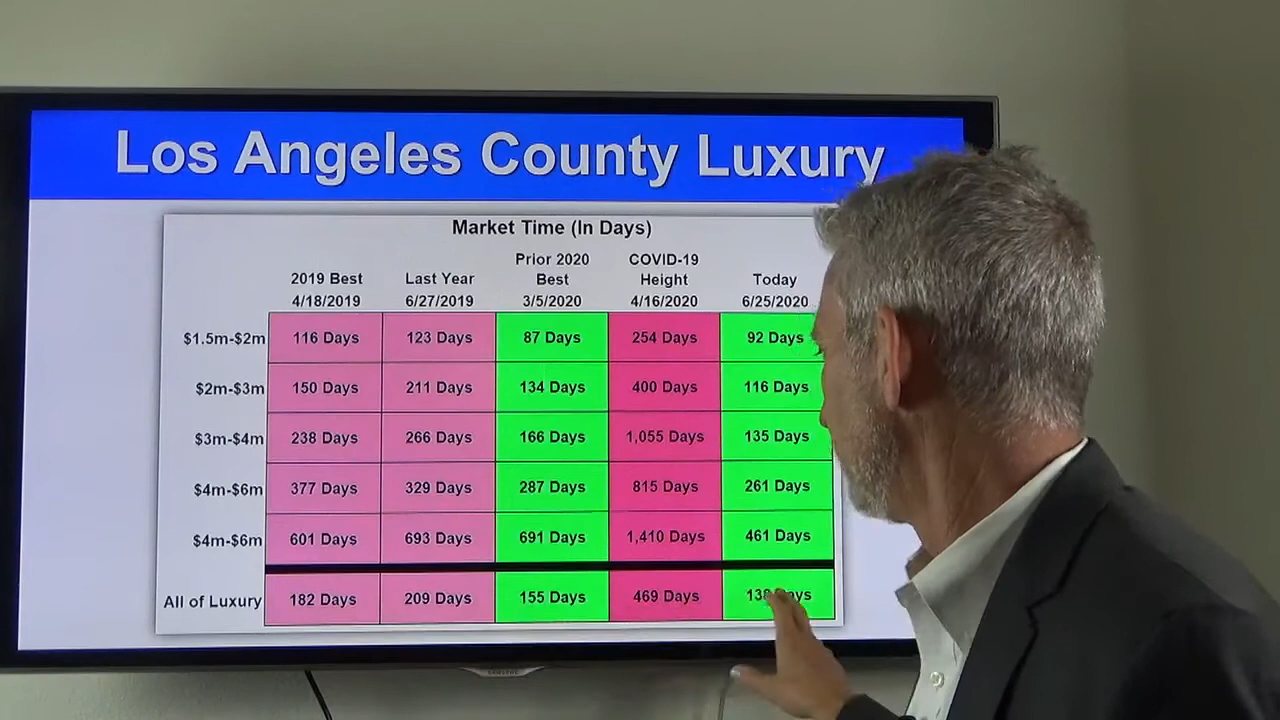 Los Angeles County Luxury
Market Time (In Days)
2019 Best 4/18/2019 Last Year 6/27/2019 Prior 2020 Best 3/5/2020 COVID-19 Height 4/16/2020 Today 6/25/2020
$1.5m-$2m 116 Days 123 Days 87 Days 254 Days 92 Days
$2m-$3m 150 Days 211 Days 134 Days 400 Days 116 Days
$3m-$4m 238 Days 266 Days 166 Days 1,055 Days 135 Days
$4m-$6m 377 Days 329 Days 287 Days 815 Days 261 Days
$4m-$6m 601 Days 693 Days 691 Days 1,410 Days 461 Days
All of Luxury 182 Days 209 Days 155 Days 469 Days